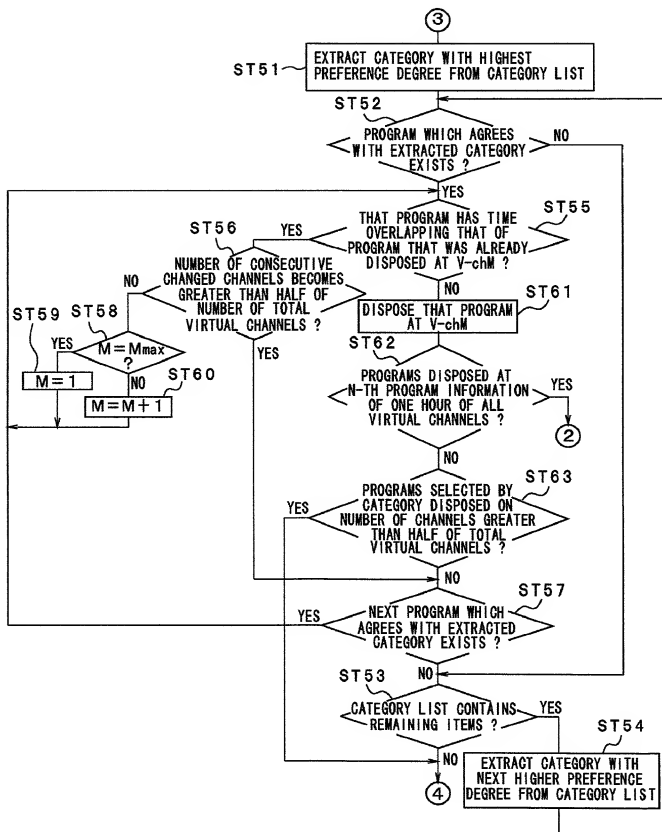 3
ST51
EXTRACT CATEGORY WITH HIGHEST
PREFERENCE DEGREE FROM CATEGORY LIST
ST52
PROGRAM WHICH AGREES
WITH EXTRACTED CATEGORY
EXISTS ?
NO
YES
ST55
THAT PROGRAM HAS TIME
OVERLAPPING THAT OF
PROGRAM THAT WAS ALREADY
DISPOSED AT V-chM ?
YES
NO
ST56
NUMBER OF CONSECUTIVE
CHANGED CHANNELS BECOMES
GREATER THAN HALF OF
NUMBER OF TOTAL
VIRTUAL CHANNELS ?
NO
YES
ST58
M=Mmax
?
YES
NO
ST59
M=1
ST60
M=M+1
ST61
DISPOSE THAT PROGRAM
AT V-chM
ST62
PROGRAMS DISPOSED AT
N-TH PROGRAM INFORMATION
OF ONE HOUR OF ALL
VIRTUAL CHANNELS ?
YES
2
NO
ST63
PROGRAMS SELECTED BY
CATEGORY DISPOSED ON
NUMBER OF CHANNELS GREATER
THAN HALF OF TOTAL
VIRTUAL CHANNELS ?
YES
NO
ST57
NEXT PROGRAM WHICH
AGREES WITH EXTRACTED
CATEGORY EXISTS ?
YES
NO
ST53
CATEGORY LIST CONTAINS
REMAINING ITEMS ?
YES
NO
4
ST54
EXTRACT CATEGORY WITH
NEXT HIGHER PREFERENCE
DEGREE FROM CATEGORY LIST